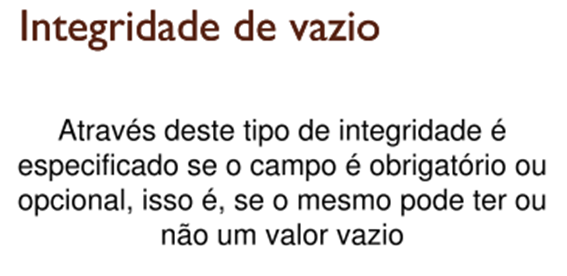 Integridade de vazio
Através deste tipo de integridade é
especificado se o campo é obrigatório ou
opcional, isso é, se o mesmo pode ter ou
não um valor vazio